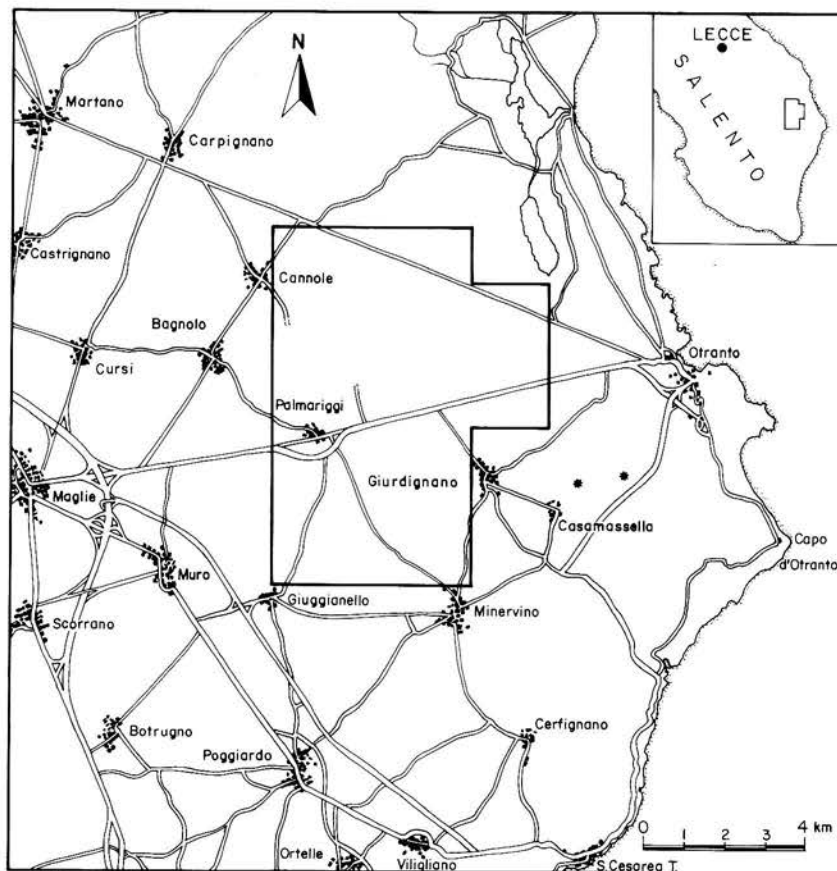 LECCE
SALENTO
N
Martano
Carpignano
Castrignano
Cannole
Bagnolo
Cursi
Otranto
Palmariggi
Giurdignano
Maglie
Casamassella
Capo
d'Otranto
Muro
Giuggianello
Minervino
Scorrano
Botrugno
Cerfignano
Poggiardo
0 1 2 3 4 km
Ortelle
Viligliano
S. Cesarea T.